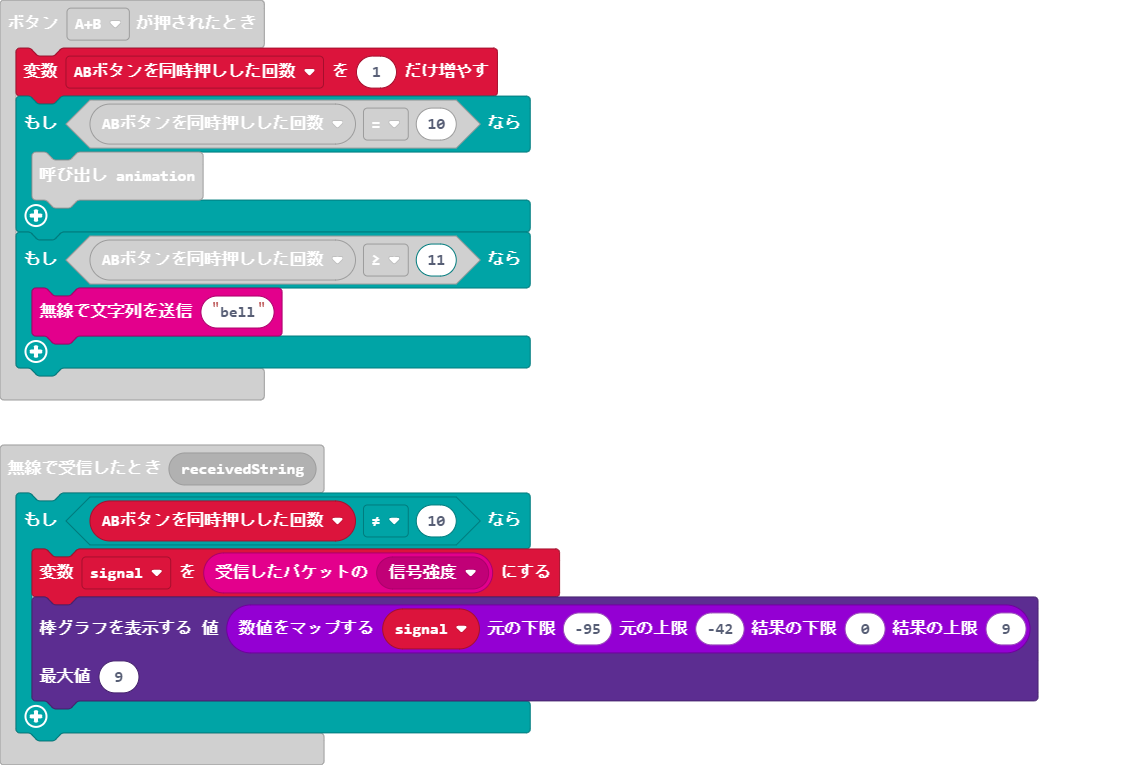 ボタン A+B が押されたとき
変数 ABボタンを同時押しした回数 を 1 だけ増やす
もし ABボタンを同時押しした回数 = 10 なら
呼び出し animation
もし ABボタンを同時押しした回数 ≥ 11 なら
無線で文字列を送信 "bell"
無線で受信したとき receivedString
もし ABボタンを同時押しした回数 ≠ 10 なら
変数 signal を 受信したパケットの 信号強度 にする
棒グラフを表示する 値 数値をマップする signal 元の下限 -95 元の上限 -42 結果の下限 0 結果の上限 9
最大値 9